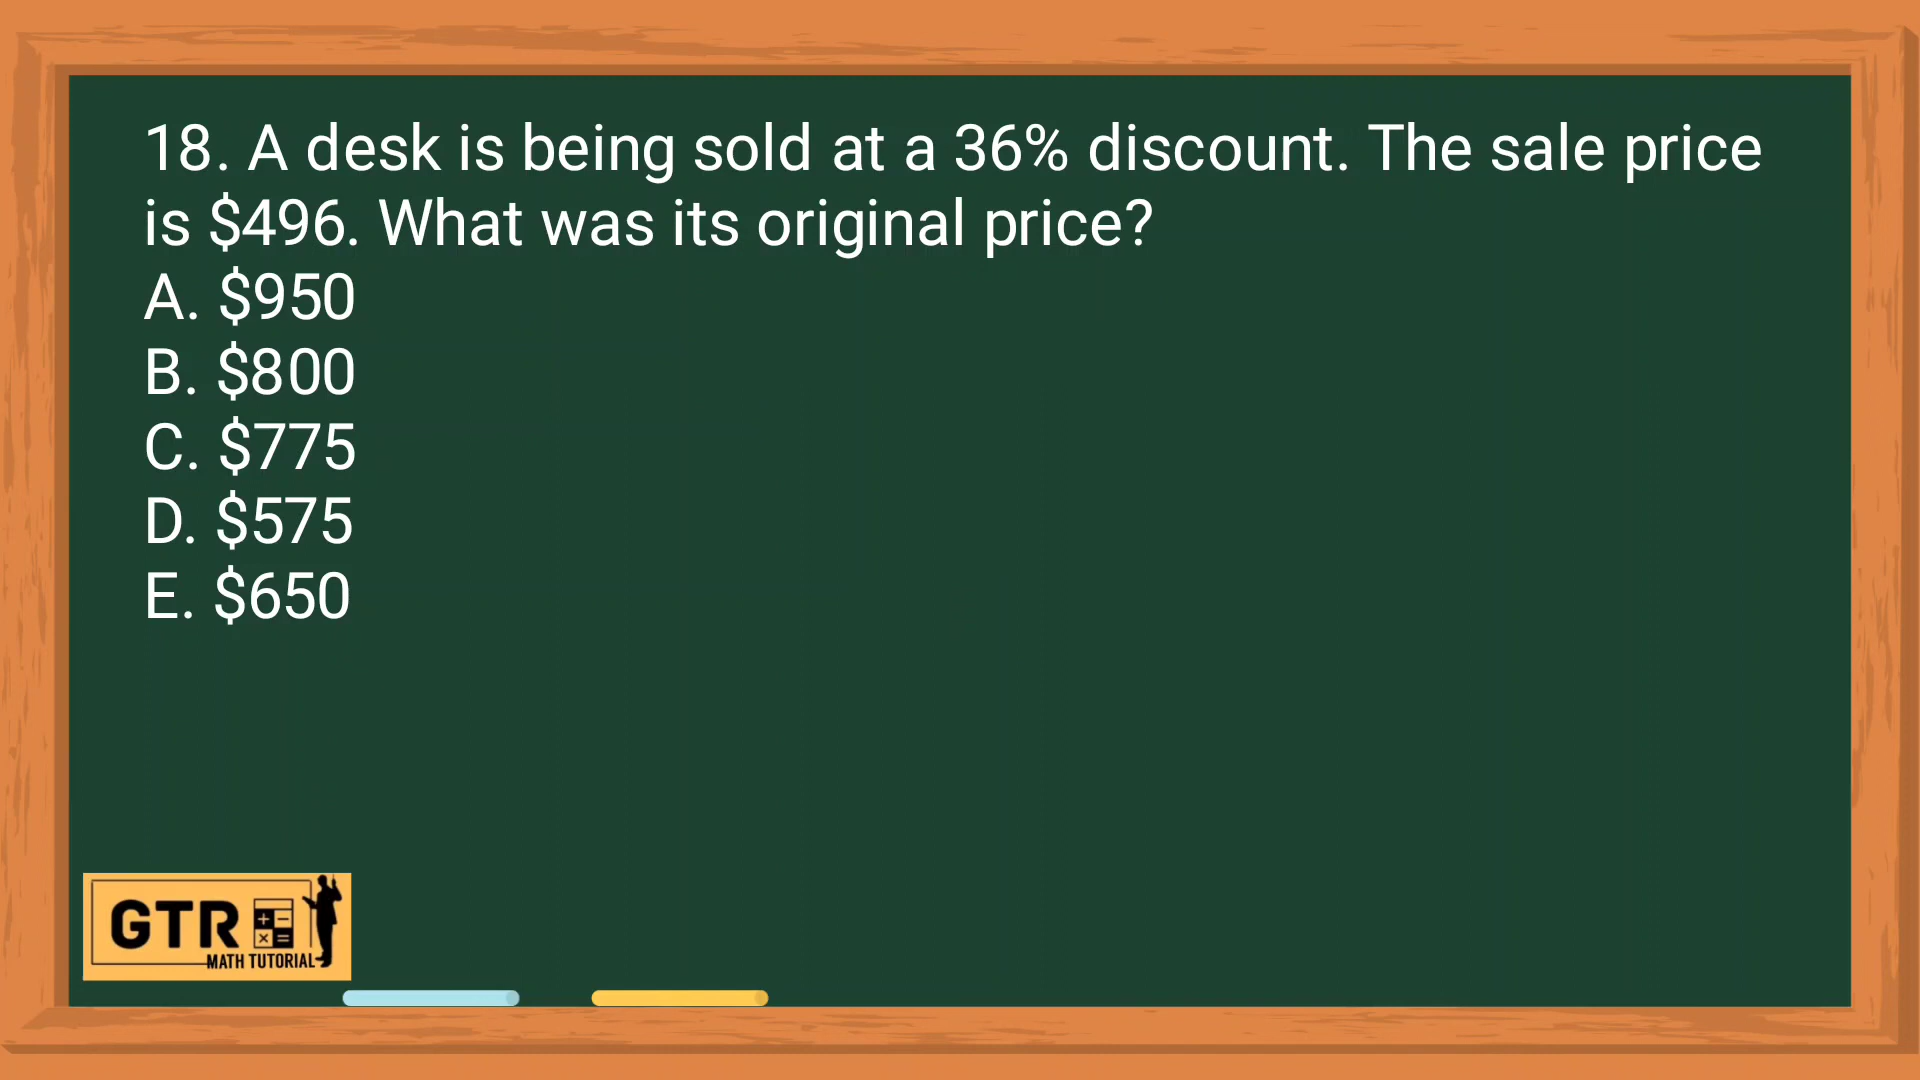 18. A desk is being sold at a 36% discount. The sale price
is $496. What was its original price?
A. $950
B. $800
C. $775
D. $575
E. $650
GTR
MATH TUTORIAL